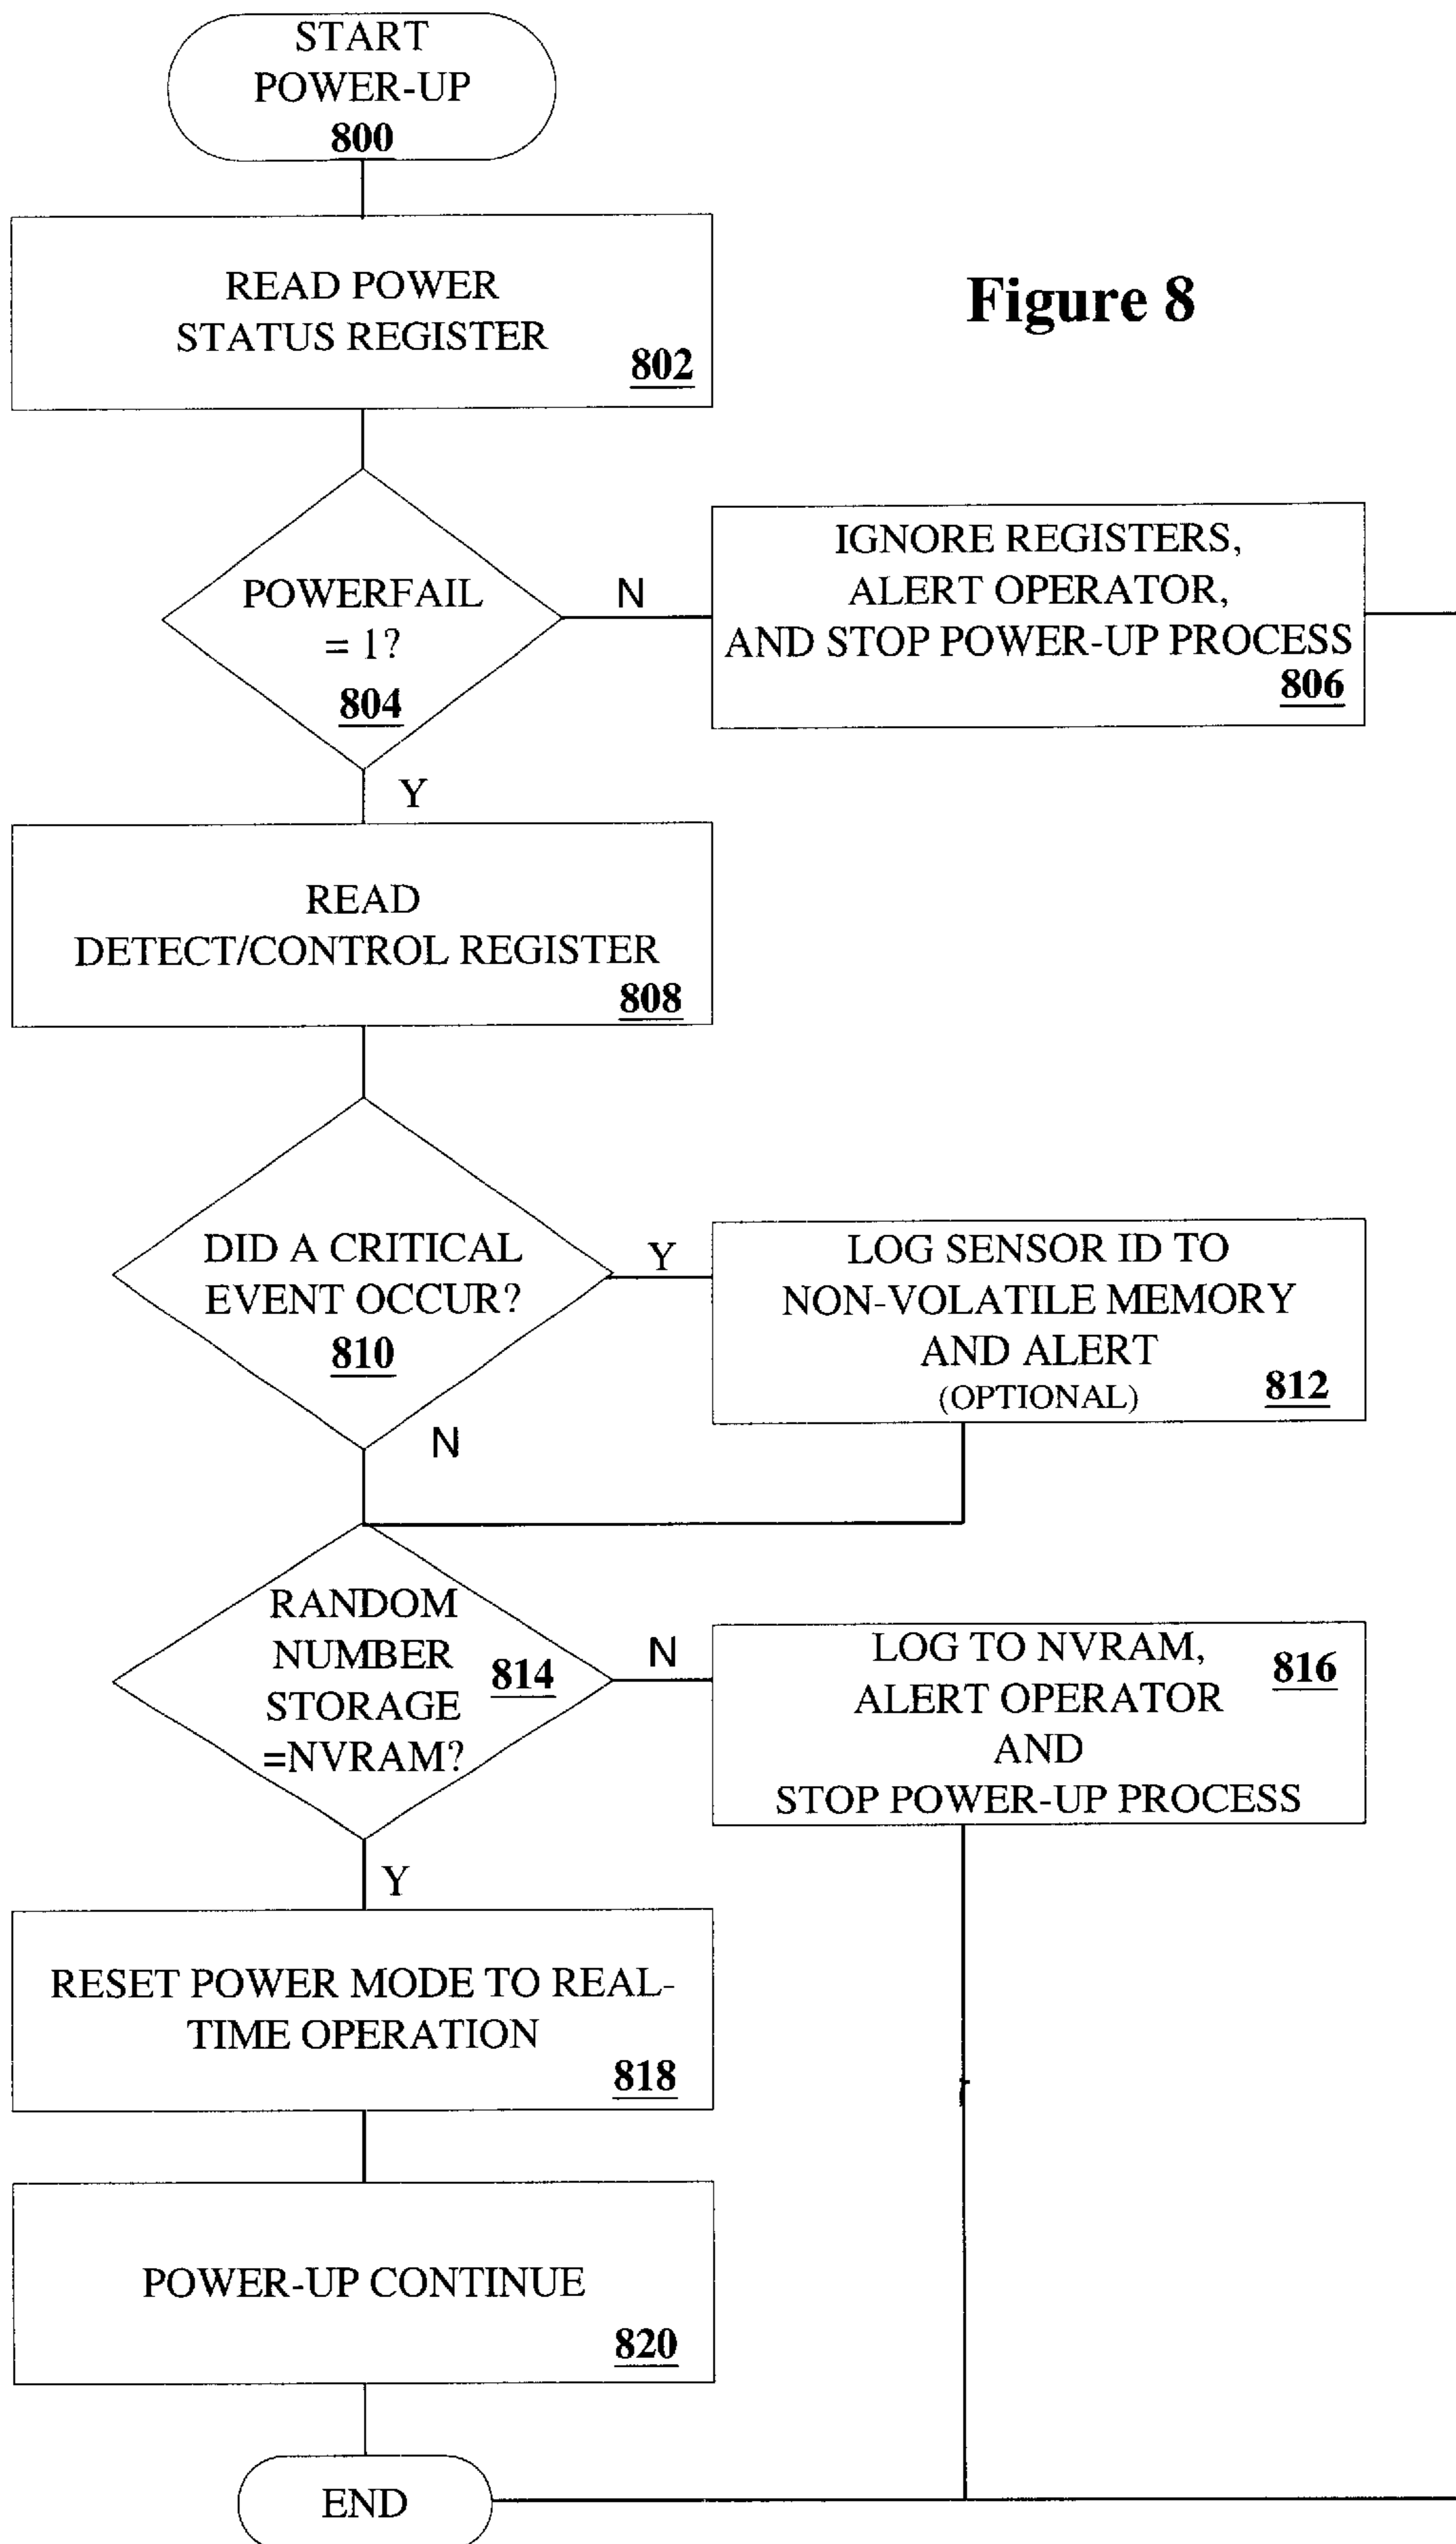 START
POWER-UP
800
READ POWER
STATUS REGISTER
802
Figure 8
POWERFAIL
= 1?
804
N
IGNORE REGISTERS,
ALERT OPERATOR,
AND STOP POWER-UP PROCESS
806
Y
READ
DETECT/CONTROL REGISTER
808
DID A CRITICAL
EVENT OCCUR?
810
Y
LOG SENSOR ID TO
NON-VOLATILE MEMORY
AND ALERT
(OPTIONAL)
812
N
RANDOM
NUMBER
STORAGE
=NVRAM?
814
N
LOG TO NVRAM,
ALERT OPERATOR
AND
STOP POWER-UP PROCESS
816
Y
RESET POWER MODE TO REAL-
TIME OPERATION
818
POWER-UP CONTINUE
820
END